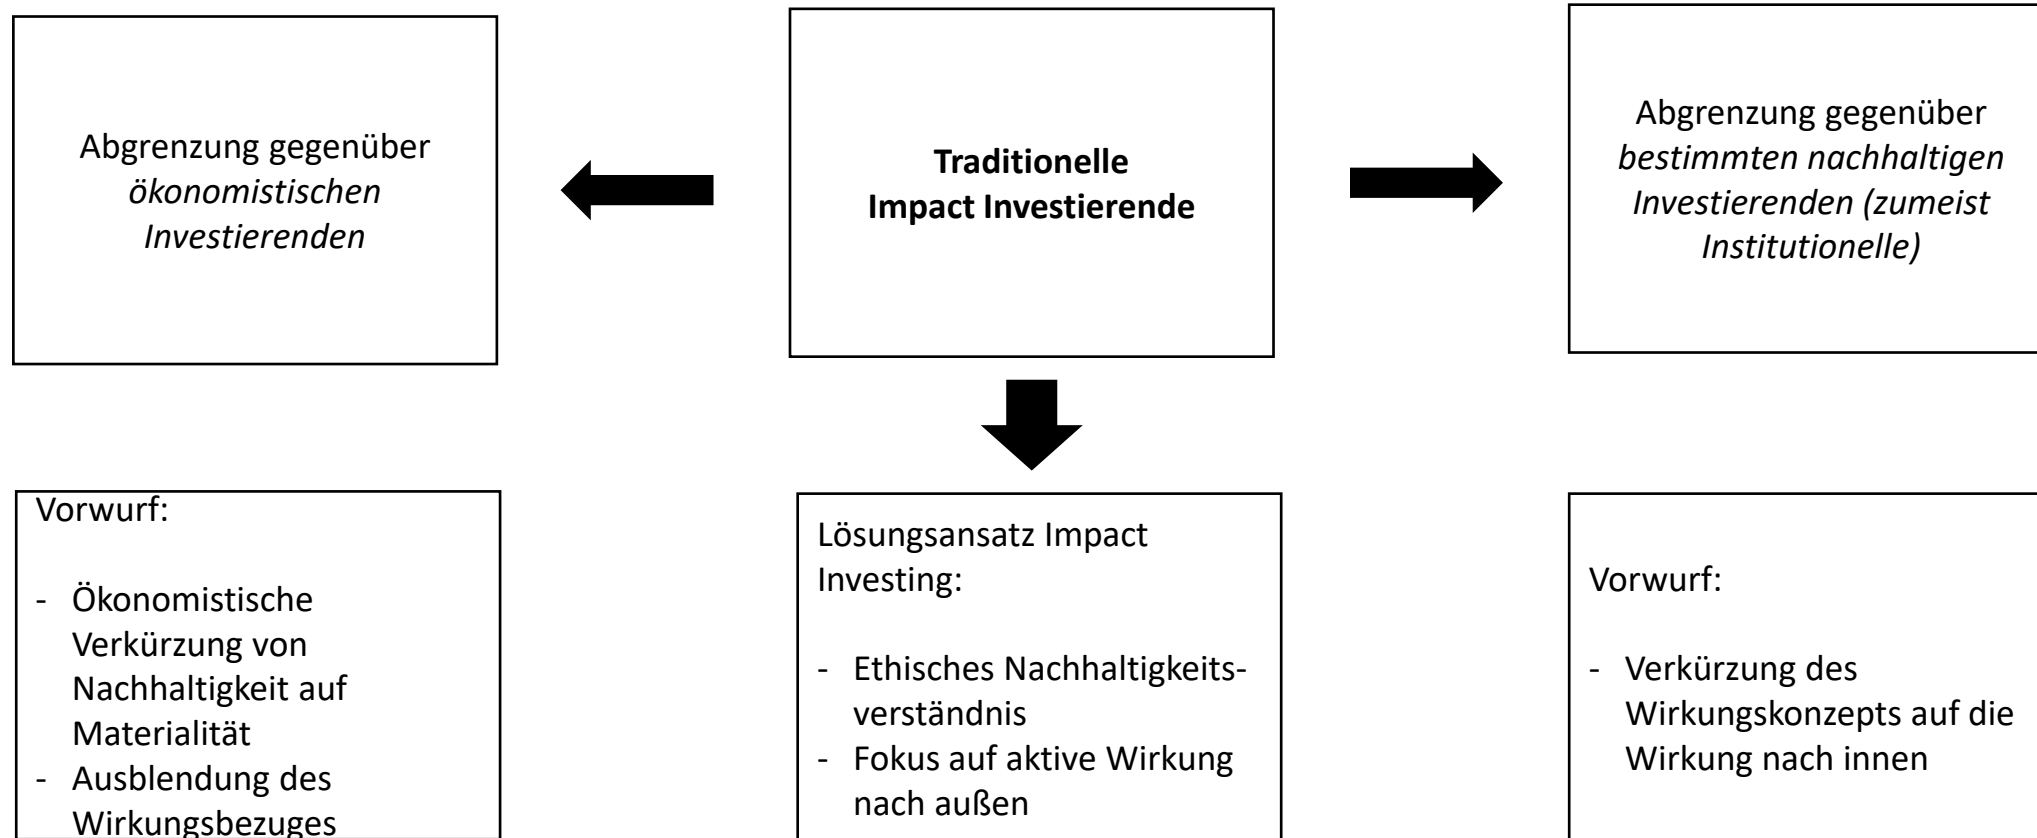 Abgrenzung gegenüber
ökonomistischen
Investierenden
Traditionelle
Impact Investierende
Abgrenzung gegenüber
bestimmten nachhaltigen
Investierenden (zumeist
Institutionelle)
Vorwurf:
- Ökonomistische
Verkürzung von
Nachhaltigkeit auf
Materialität
- Ausblendung des
Wirkungsbezuges
Lösungsansatz Impact
Investing:
- Ethisches Nachhaltigkeits-
verständnis
- Fokus auf aktive Wirkung
nach außen
Vorwurf:
- Verkürzung des
Wirkungskonzepts auf die
Wirkung nach innen